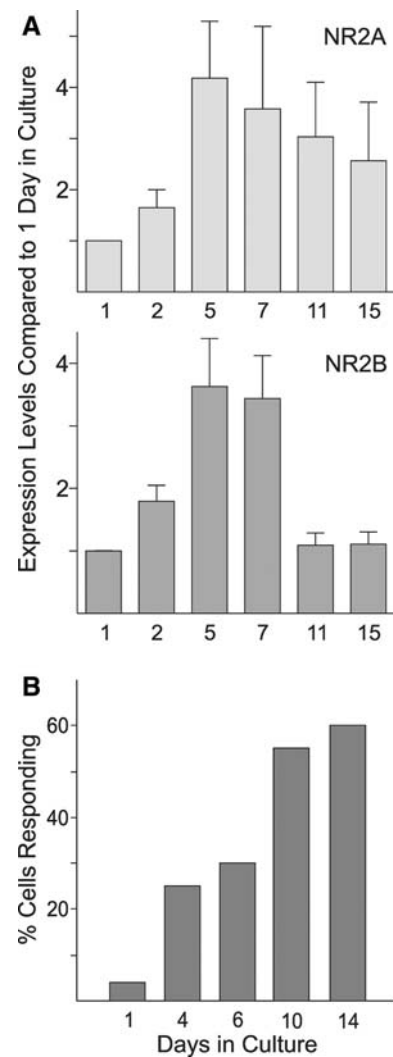 A
NR2A
Expression Levels Compared to 1 Day in Culture
4
2
1 2 5 7 11 15
NR2B
4
2
1 2 5 7 11 15
B
% Cells Responding
60
40
20
1 4 6 10 14
Days in Culture